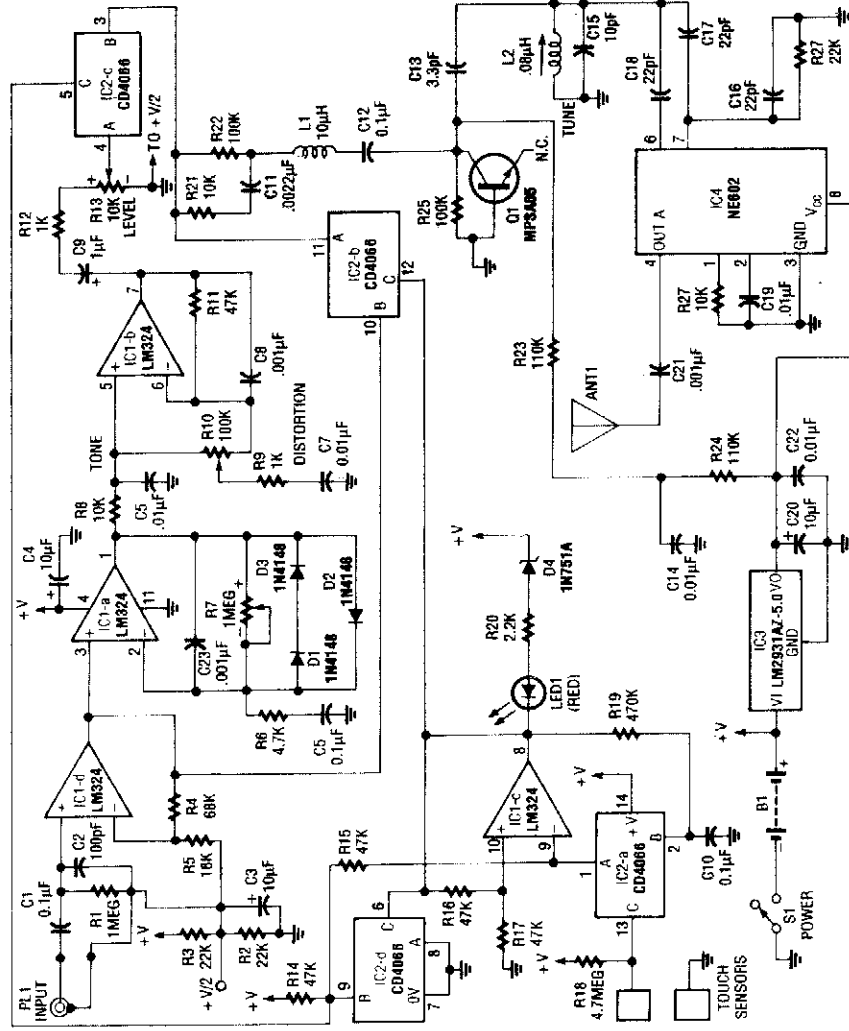 PL1
INPUT
C1
0.1µF
R1
1MEG
C2
100pF
+
−
IC1-d
LM324
R4
68K
R5
16K
+V
R3
22K
+V/2
R2
22K
C3
10µF
+
3
2
+
−
IC1-a
LM324
4
11
1
+V
C4
10µF
+
C23
.001µF
R7
1MEG
D1
1N4148
D3
1N4148
D2
1N4148
R6
4.7K
C5
0.1µF
R8
10K
TONE
C5
.01µF
R10
100K
DISTORTION
R9
1K
C7
0.01µF
5
6
+
−
IC1-b
LM324
7
R11
47K
C8
.001µF
C9
1µF
+
R12
1K
R13
10K
LEVEL
+
−
TO +V/2
5
C
4
A
IC2-c
CD4066
B
3
R22
100K
R21
10K
C11
.0022µF
L1
10µH
C12
0.1µF
11
A
IC2-b
CD4066
10
B
C
12
R25
100K
Q1
MPSA05
N.C.
C13
3.3pF
L2
.08µH
TUNE
C15
10pF
C18
22pF
C17
22pF
C16
22pF
R27
22K
6
7
4
OUT A
IC4
NE602
1
2
3
GND
VCC
8
R27
10K
C19
.01µF
C21
.001µF
ANT1
R23
110K
R24
110K
C14
0.01µF
C22
0.01µF
C20
10µF
+
IC3
LM2931AZ-5.0
VI
VO
GND
+V
B1
−
+
S1
POWER
+V
R14
47K
9
B
IC2-d
CD4066
6
C
A
0V
7
8
R15
47K
R16
47K
R17
47K
10
9
+
−
IC1-c
LM324
8
LED1
(RED)
R20
2.2K
D4
1N751A
+V
R19
470K
1
A
+V
14
+V
IC2-a
CD4066
13
C
B
2
C10
0.1µF
+V
R18
4.7MEG
TOUCH
SENSORS